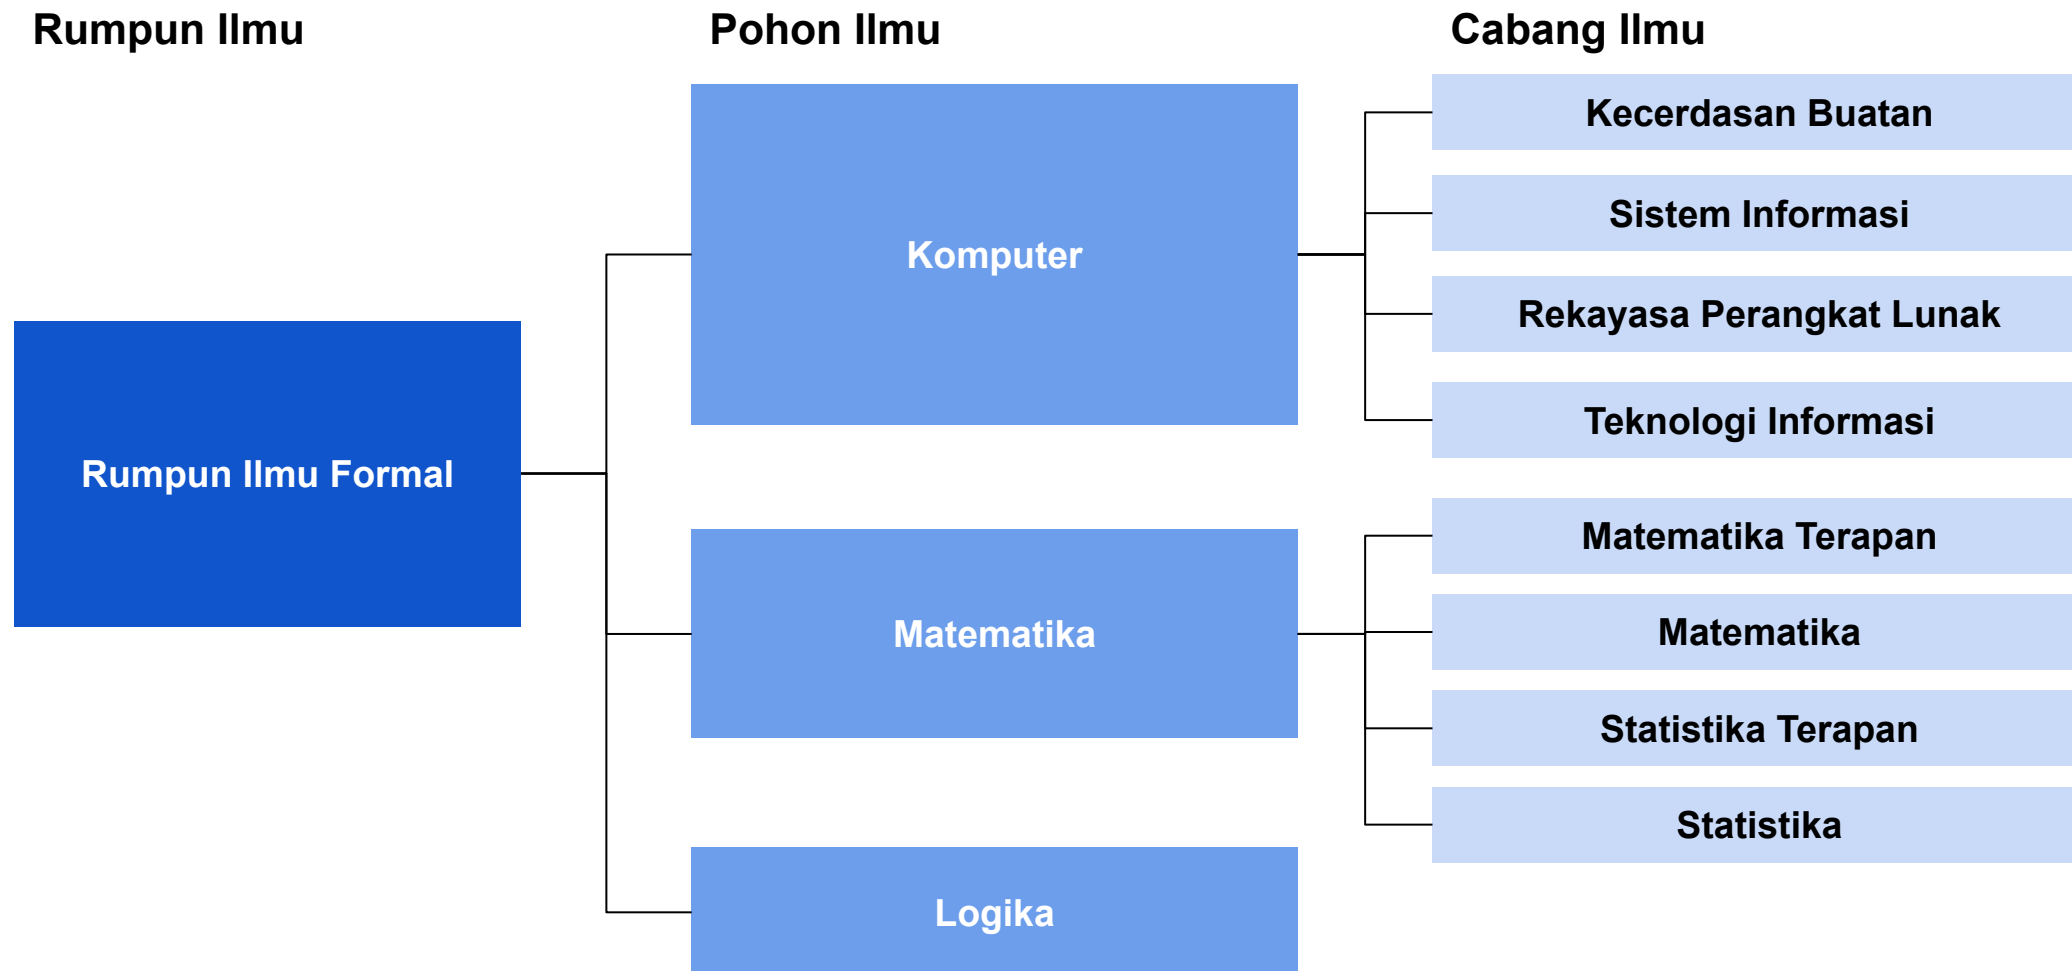 Rumpun Ilmu
Pohon Ilmu
Cabang Ilmu
Rumpun Ilmu Formal
Komputer
Kecerdasan Buatan
Sistem Informasi
Rekayasa Perangkat Lunak
Teknologi Informasi
Matematika
Matematika Terapan
Matematika
Statistika Terapan
Statistika
Logika